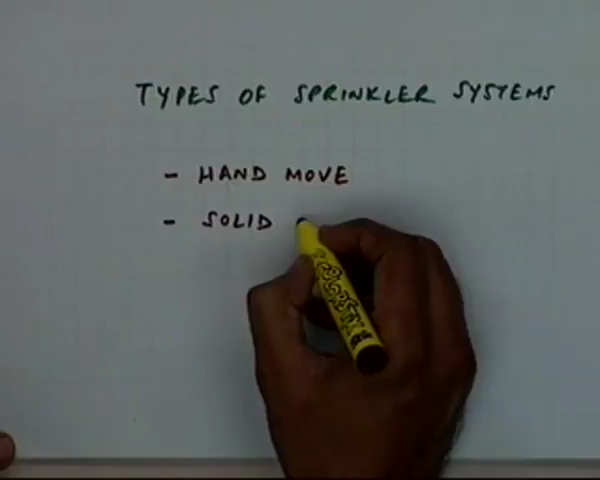 TYPES OF SPRINKLER SYSTEMS
- HAND MOVE
- SOLID